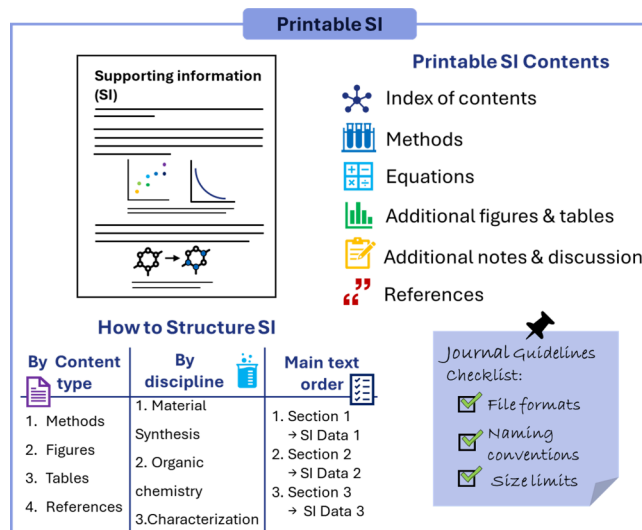 Printable SI
Supporting information
(SI)
Printable SI Contents
Index of contents
Methods
Equations
Additional figures & tables
Additional notes & discussion
References
How to Structure SI
By Content
type
1. Methods
2. Figures
3. Tables
4. References
By
discipline
1. Material
Synthesis
2. Organic
chemistry
3.Characterization
Main text
order
1. Section 1
→ SI Data 1
2. Section 2
→ SI Data 2
3. Section 3
→ SI Data 3
Journal Guidelines
Checklist:
File formats
Naming
conventions
Size limits